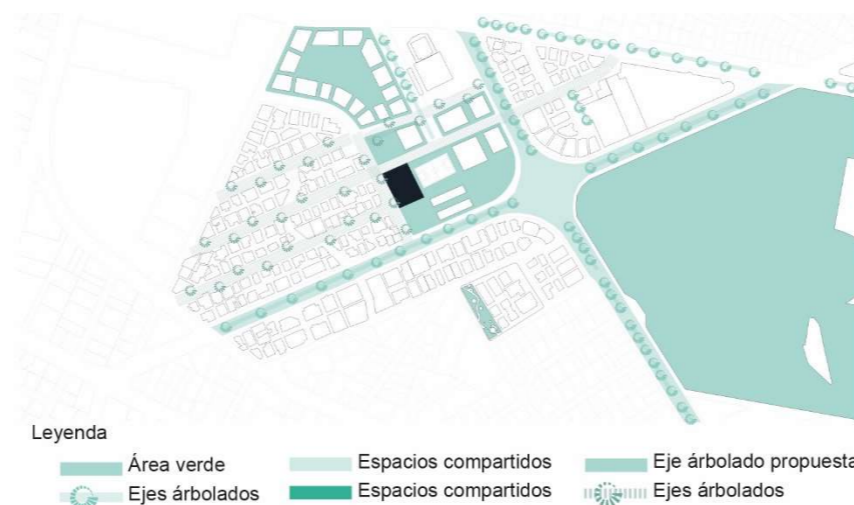 Leyenda
Área verde Espacios compartidos Eje árbolado propuesta
Ejes árbolados Espacios compartidos Ejes árbolados